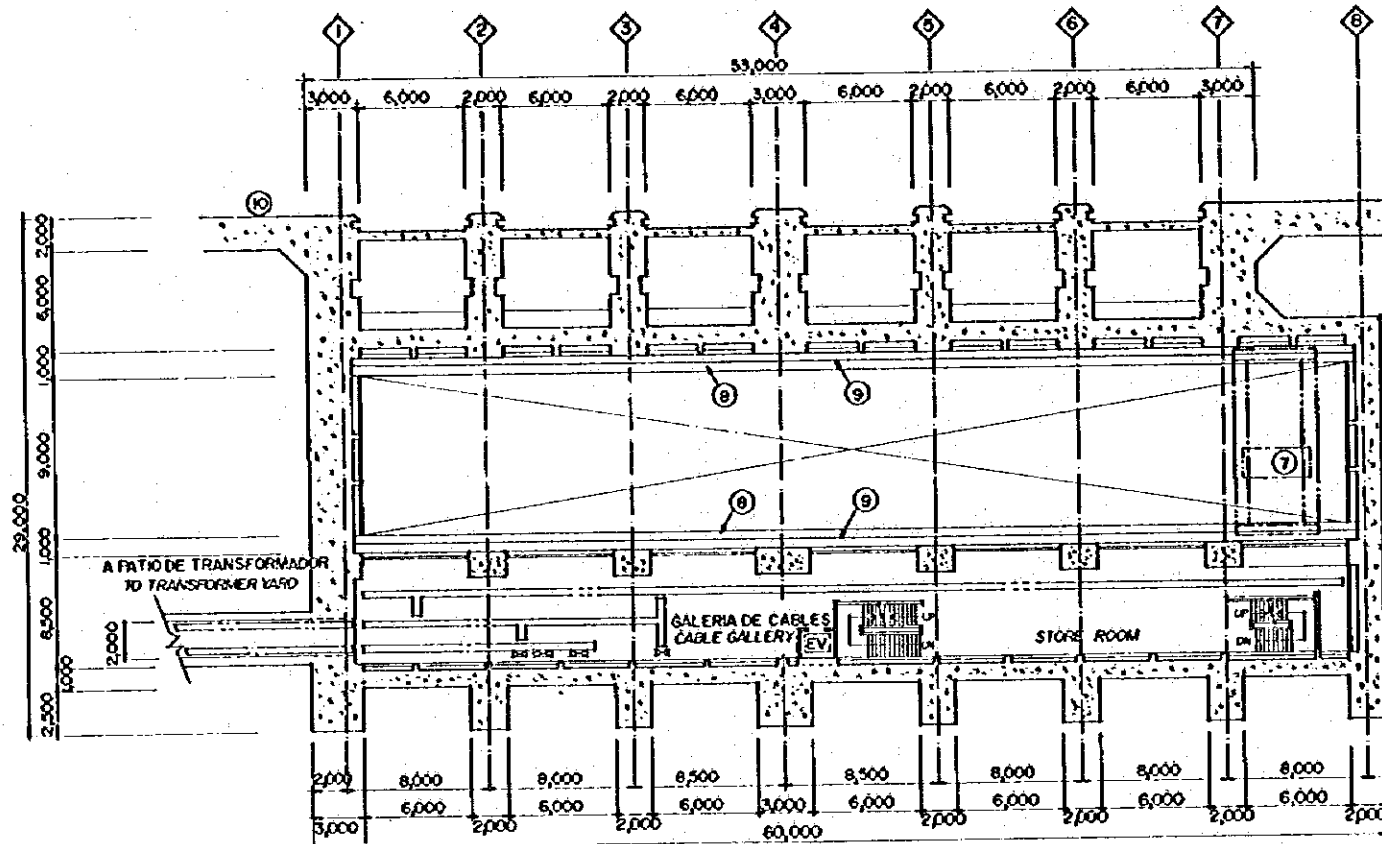 1 2 3 4 5 6 7 8
53,000
3,000 6,000 2,000 6,000 2,000 6,000 3,000 6,000 2,000 6,000 2,000 6,000 3,000
10
2,000
6,000
1,000
8 9
9,000
7
29,000
8 9
1,000
A PATIO DE TRANSFORMADOR
TO TRANSFORMER YARD
6,500
2,000
GALERIA DE CABLES
CABLE GALLERY
EV
UP
DN
STORE ROOM
UP
DN
1,000
2,500
2,000 8,000 8,000 8,500 8,500 8,000 8,000 8,000
6,000 6,000 6,000 3,000 6,000 6,000 6,000 6,000
3,000 2,000 2,000 2,000 2,000 2,000 2,000
60,000